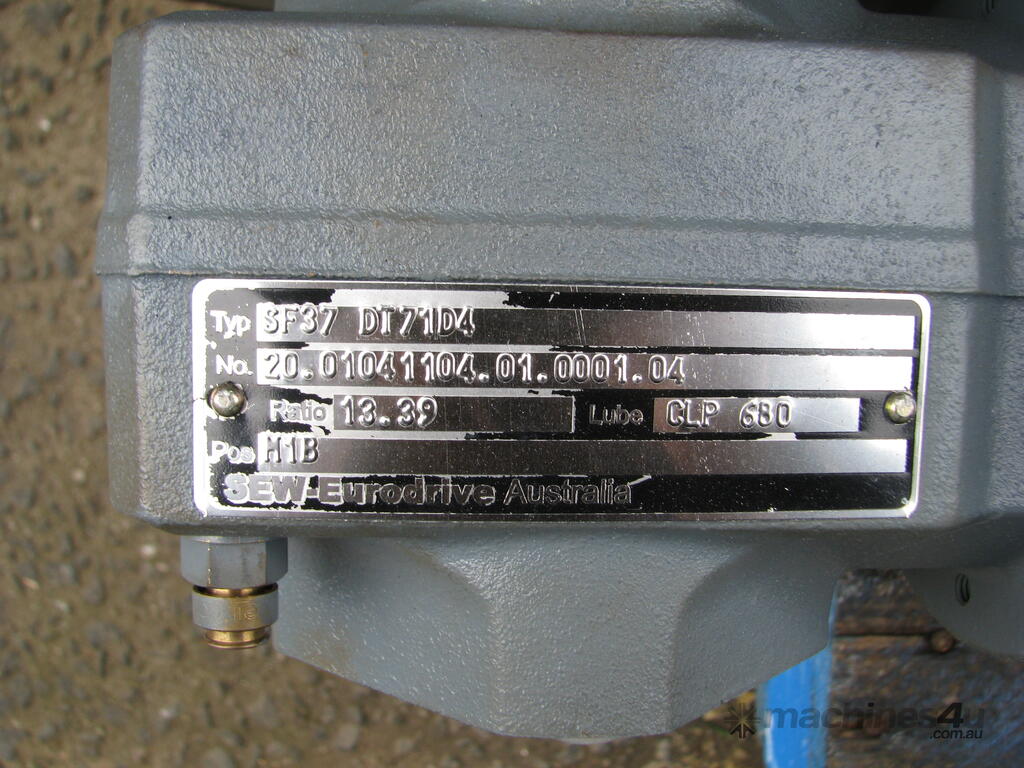 Typ SF37 DT71D4
No. 20.01041104.01.0001.04
Ratio 13.39 Lube CLP 680
Pos M1B
SEW-Eurodrive Australia
machines4u
.com.au